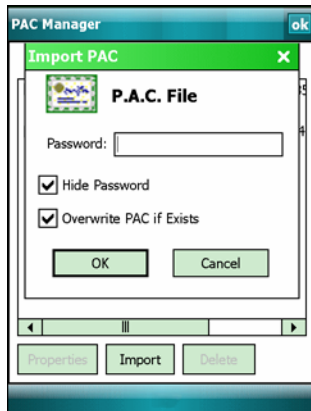 PAC Manager ok
Import PAC X
P.A.C. File
Password:
Hide Password
Overwrite PAC if Exists
OK Cancel
Properties Import Delete